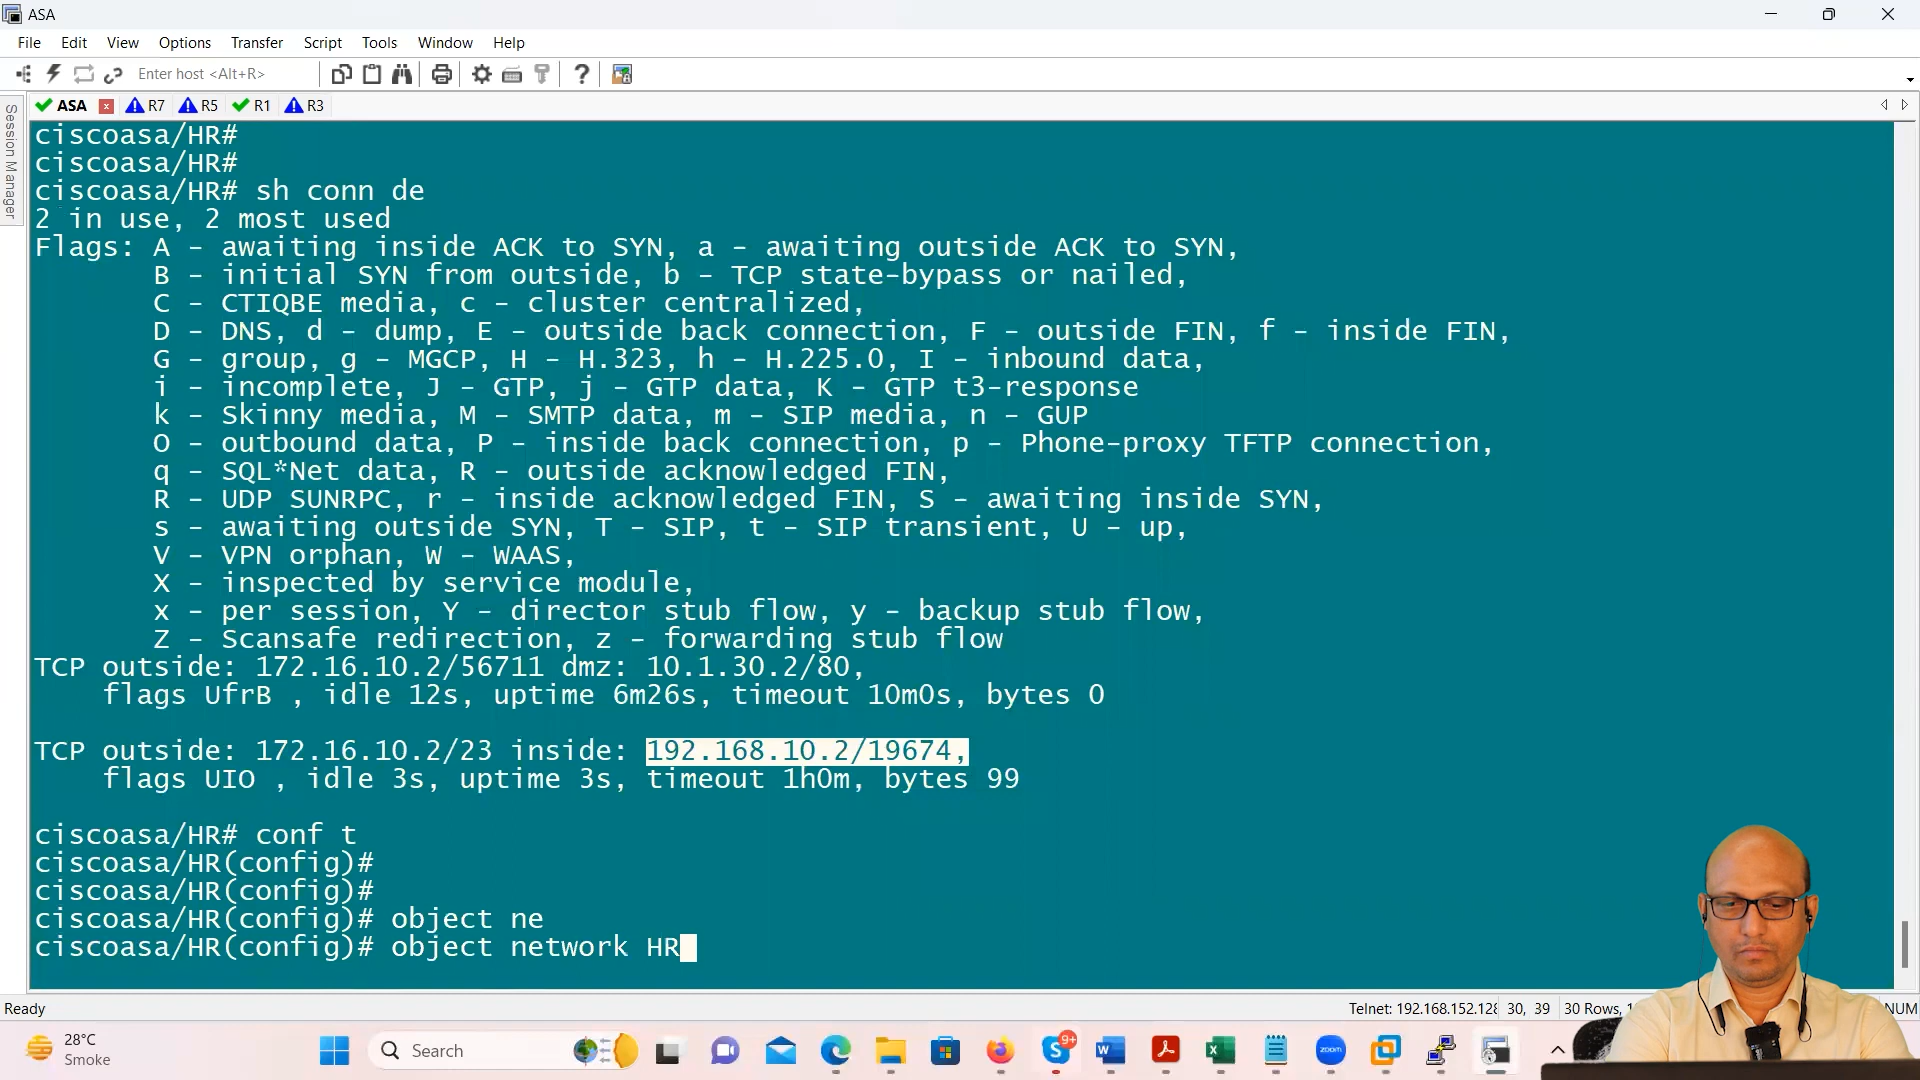 ASA
File Edit View Options Transfer Script Tools Window Help
Enter host <Alt+R>
ASA R7 R5 R1 R3
Session Manager
ciscoasa/HR#
ciscoasa/HR#
ciscoasa/HR# sh conn de
2 in use, 2 most used
Flags: A - awaiting inside ACK to SYN, a - awaiting outside ACK to SYN,
B - initial SYN from outside, b - TCP state-bypass or nailed,
C - CTIQBE media, c - cluster centralized,
D - DNS, d - dump, E - outside back connection, F - outside FIN, f - inside FIN,
G - group, g - MGCP, H - H.323, h - H.225.0, I - inbound data,
i - incomplete, J - GTP, j - GTP data, K - GTP t3-response
k - Skinny media, M - SMTP data, m - SIP media, n - GUP
O - outbound data, P - inside back connection, p - Phone-proxy TFTP connection,
q - SQL*Net data, R - outside acknowledged FIN,
R - UDP SUNRPC, r - inside acknowledged FIN, S - awaiting inside SYN,
s - awaiting outside SYN, T - SIP, t - SIP transient, U - up,
V - VPN orphan, W - WAAS,
X - inspected by service module,
x - per session, Y - director stub flow, y - backup stub flow,
Z - Scansafe redirection, z - forwarding stub flow
TCP outside: 172.16.10.2/56711 dmz: 10.1.30.2/80,
flags UfrB , idle 12s, uptime 6m26s, timeout 10m0s, bytes 0
TCP outside: 172.16.10.2/23 inside: 192.168.10.2/19674,
flags UIO , idle 3s, uptime 3s, timeout 1h0m, bytes 99
ciscoasa/HR# conf t
ciscoasa/HR(config)#
ciscoasa/HR(config)#
ciscoasa/HR(config)# object ne
ciscoasa/HR(config)# object network HR
Ready Telnet: 192.168.152.128 30, 39 30 Rows, NUM
28°C
Smoke
Search
9+
zoom